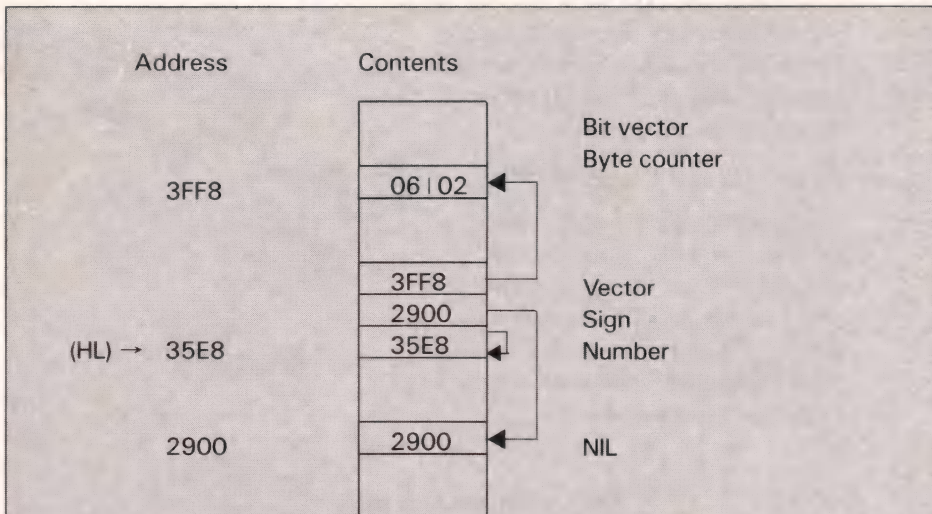 Address Contents
Bit vector
Byte counter
3FF8 06 | 02
3FF8 Vector
2900 Sign
(HL) → 35E8 35E8 Number
2900 2900 NIL